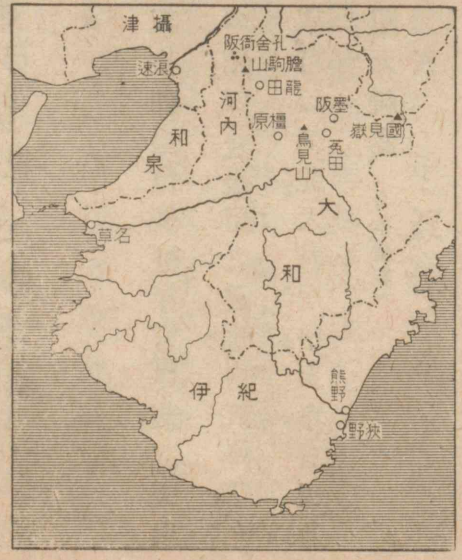 攝津
孔舍衙阪
膽駒山
浪速
龍田
河內
墨阪
國見嶽
橿原
菟田
鳥見山
和泉
大和
名草
紀伊
熊野
狹野